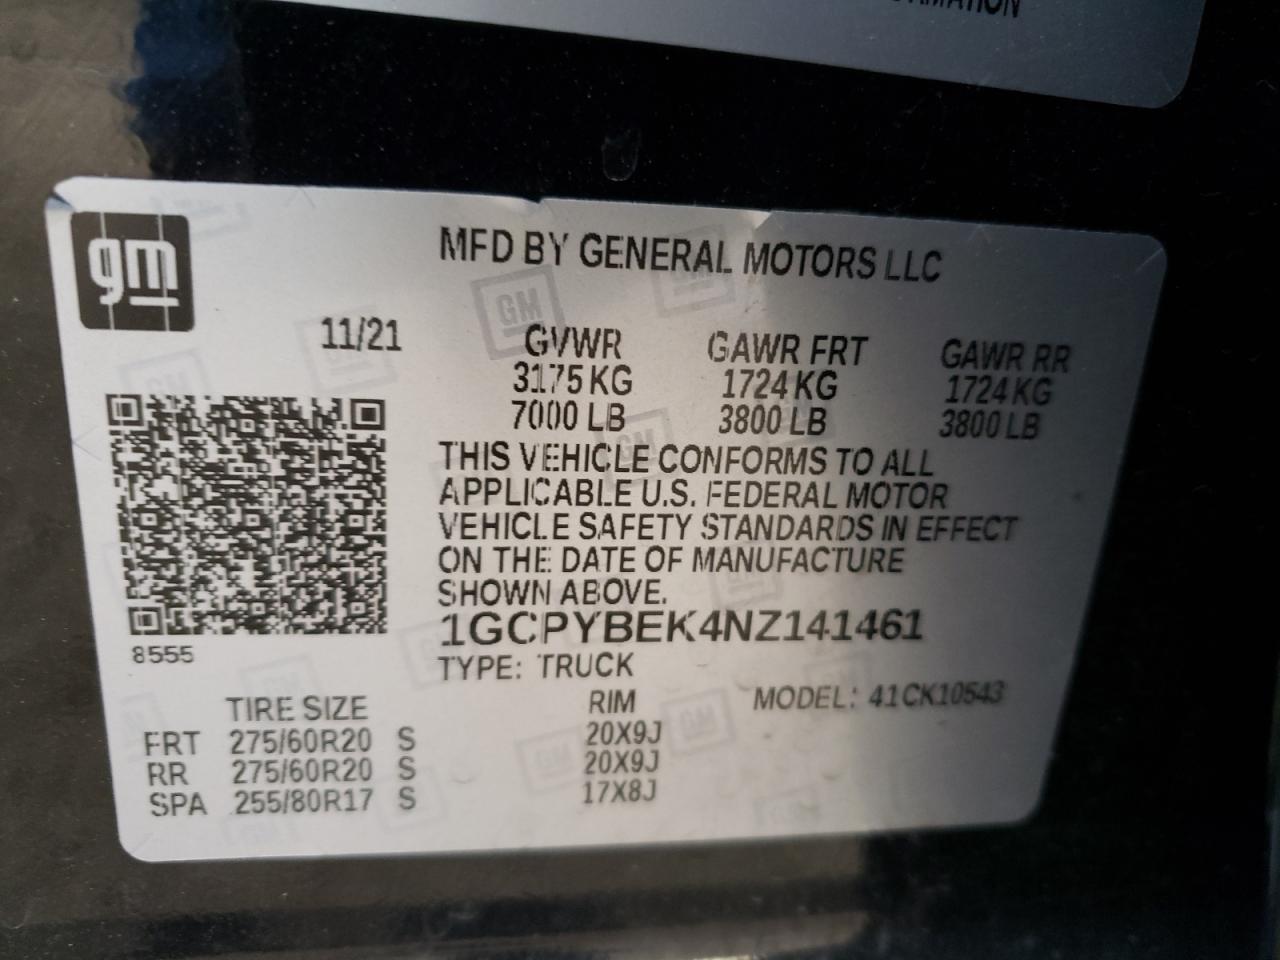 gm
MFD BY GENERAL MOTORS LLC
11/21 GVWR GAWR FRT GAWR RR
3175 KG 1724 KG 1724 KG
7000 LB 3800 LB 3800 LB
THIS VEHICLE CONFORMS TO ALL
APPLICABLE U.S. FEDERAL MOTOR
VEHICLE SAFETY STANDARDS IN EFFECT
ON THE DATE OF MANUFACTURE
SHOWN ABOVE.
1GCPYBEK4NZ141461
8555
TYPE: TRUCK
TIRE SIZE RIM MODEL: 41CK10543
FRT 275/60R20 S 20X9J
RR 275/60R20 S 20X9J
SPA 255/80R17 S 17X8J